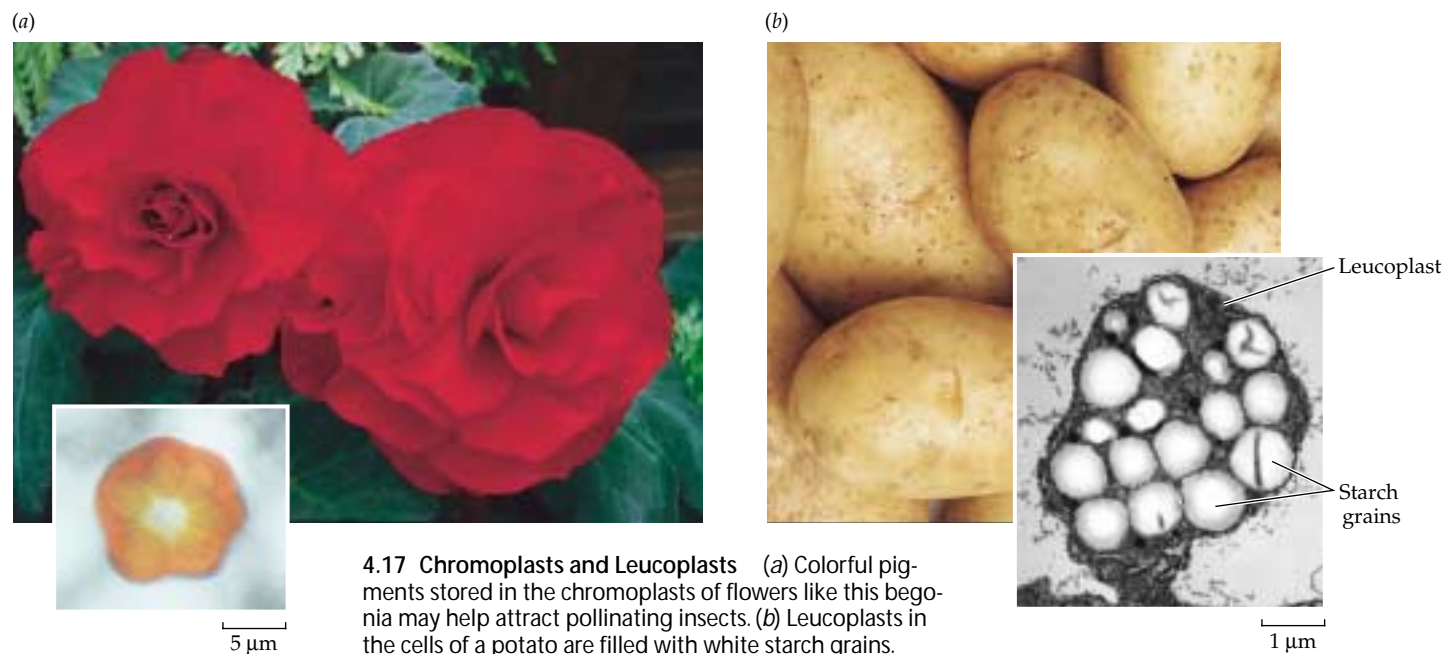 (a)
(b)
Leucoplast
Starch
grains
4.17 Chromoplasts and Leucoplasts (a) Colorful pig-
ments stored in the chromoplasts of flowers like this bego-
nia may help attract pollinating insects. (b) Leucoplasts in
the cells of a potato are filled with white starch grains.
5 µm
1 µm